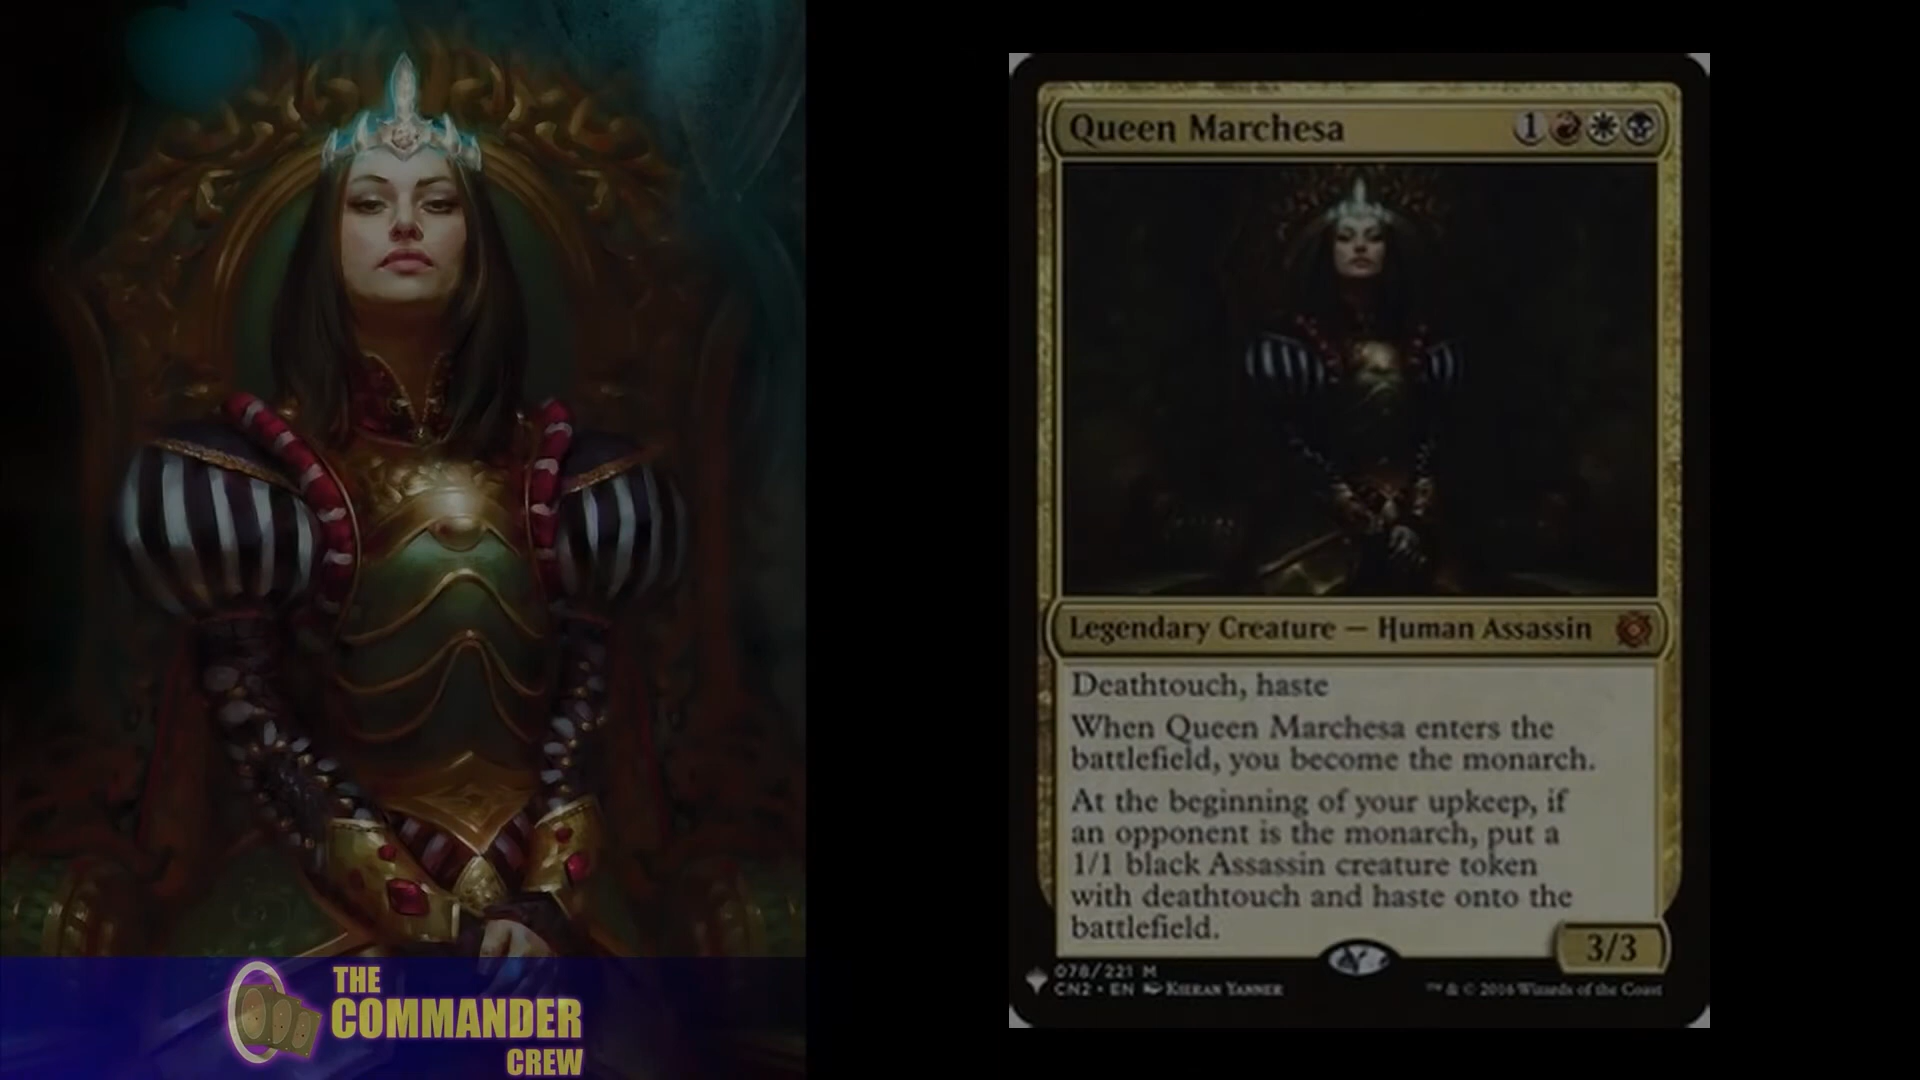 Queen Marchesa 1
Legendary Creature — Human Assassin
Deathtouch, haste
When Queen Marchesa enters the
battlefield, you become the monarch.
At the beginning of your upkeep, if
an opponent is the monarch, put a
1/1 black Assassin creature token
with deathtouch and haste onto the
battlefield.
3/3
078/221 M
CN2 • EN Kieran Yanner
™ & © 2016 Wizards of the Coast
THE
COMMANDER
CREW